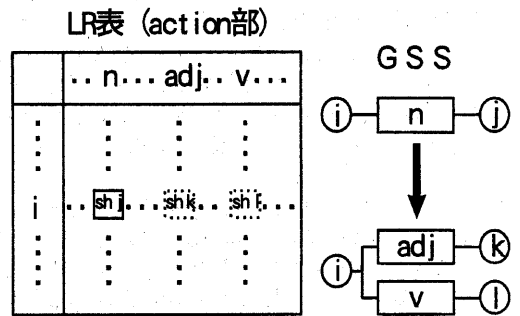 LR表 (action部)
GSS
‥ n … adj‥ v …
i n j
i ‥ sh j … sh k ‥ sh l …
adj k
i
v l